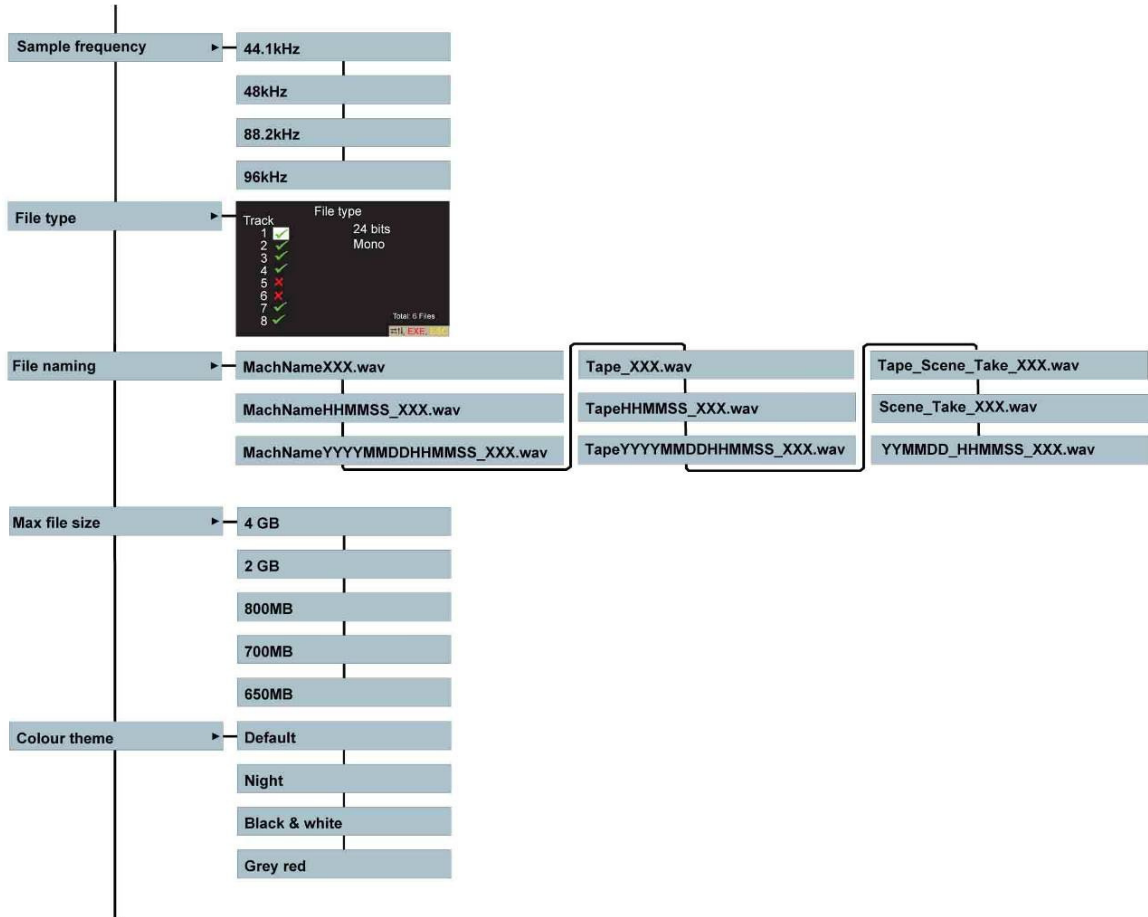 Sample frequency
44.1kHz
48kHz
88.2kHz
96kHz
File type
File type
Track
24 bits
Mono
1
2
3
4
5
6
7
8
Total: 6 Files
EXE,
File naming
MachNameXXX.wav
MachNameHHMMSS_XXX.wav
MachNameYYYYMMDDHHMMSS_XXX.wav
Tape_XXX.wav
TapeHHMMSS_XXX.wav
TapeYYYYMMDDHHMMSS_XXX.wav
Tape_Scene_Take_XXX.wav
Scene_Take_XXX.wav
YYMMDD_HHMMSS_XXX.wav
Max file size
4 GB
2 GB
800MB
700MB
650MB
Colour theme
Default
Night
Black & white
Grey red